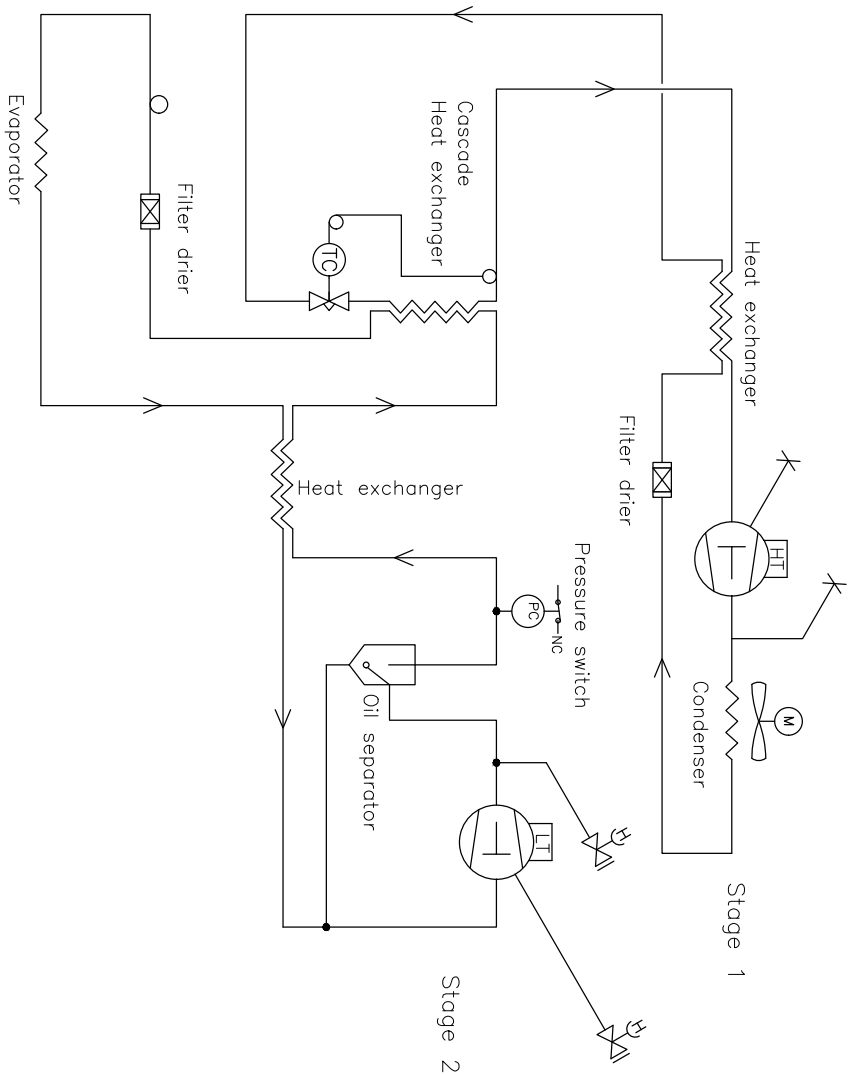 Stage 1
Stage 2
Condenser
M
HT
Heat exchanger
Filter drier
Pressure switch
PC
NC
LT
H
H
Oil separator
Heat exchanger
Cascade
Heat exchanger
TC
Filter drier
Evaporator